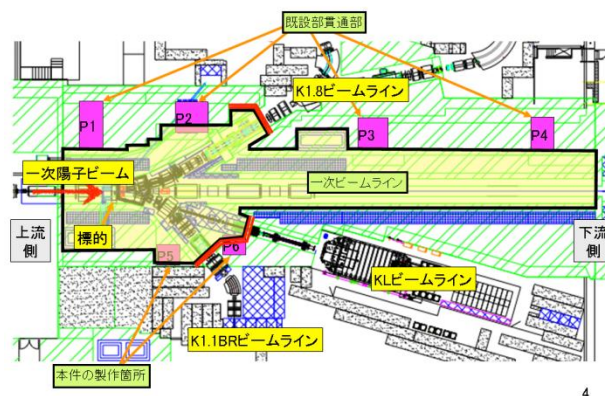 既設部貫通部
K1.8ビームライン
P1
P2
P3
P4
一次陽子ビーム
一次ビームライン
上流側
標的
下流側
P5
P6
KLビームライン
K1.1BRビームライン
本件の製作箇所
4